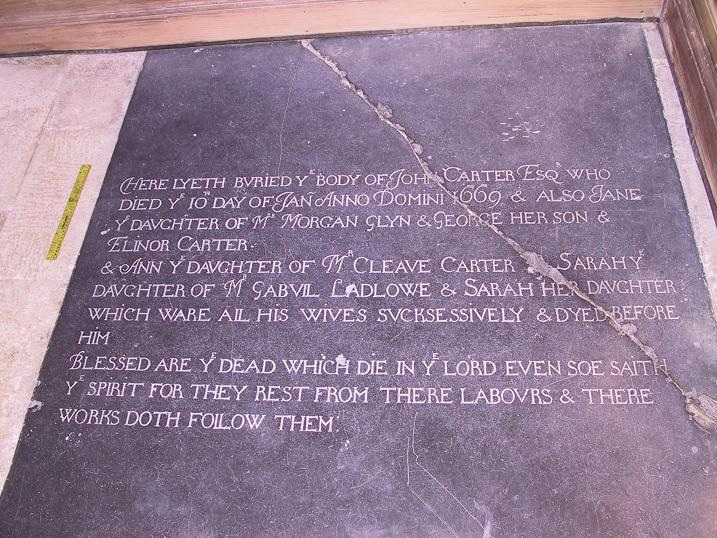 HERE LYETH BVRIED Yᴱ BODY OF JOHN CARTER ESQᴿ WHO
DIED Yᴱ 10ᵀᴴ DAY OF JAN ANNO DOMINI 1669 & ALSO JANE
Yᴱ DAVGHTER OF Mᴿ MORGAN GLYN & GEORGE HER SON &
ELINOR CARTER.
& ANN Yᴱ DAVGHTER OF Mᴿ CLEAVE CARTER SARAH Yᴱ
DAVGHTER OF Mᴿ GABVIL LADLOWE & SARAH HER DAVGHTER
WHICH WARE AIL HIS WIVES SVCKSESSIVELY & DYED BEFORE
HIM
BLESSED ARE Yᴱ DEAD WHICH DIE IN Yᴱ LORD EVEN SOE SAITH
Yᴱ SPIRIT FOR THEY REST FROM THERE LABOVRS & THERE
WORKS DOTH FOILOW THEM: